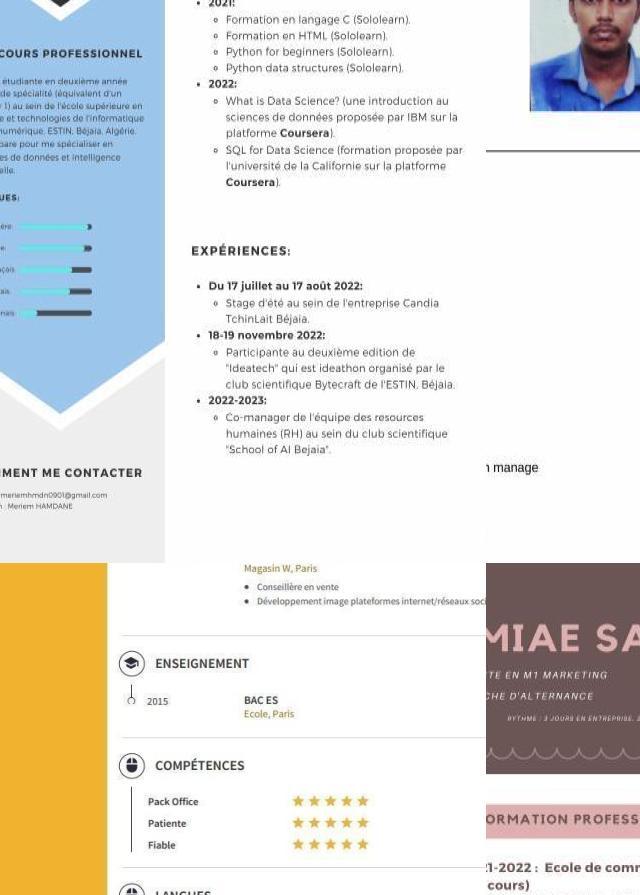 COURS PROFESSIONNEL
étudiante en deuxième année
de spécialité (équivalent d'un
1) au sein de l'école supérieure en
e et technologies de l'informatique
numérique, ESTIN, Béjaia, Algérie.
pare pour me spécialiser en
es de données et intelligence
elle.
UES:
2021:
Formation en langage C (Sololearn).
Formation en HTML (Sololearn).
Python for beginners (Sololearn).
Python data structures (Sololearn).
2022:
What is Data Science? (une introduction au
sciences de données proposée par IBM sur la
platforme Coursera).
SQL for Data Science (formation proposée par
l'université de la Californie sur la platforme
Coursera).
EXPÉRIENCES:
Du 17 juillet au 17 août 2022:
Stage d'été au sein de l'entreprise Candia
TchinLait Béjaia.
18-19 novembre 2022:
Participante au deuxième edition de
"Ideatech" qui est ideathon organisé par le
club scientifique Bytecraft de l'ESTIN, Béjaia.
2022-2023:
Co-manager de l'équipe des resources
humaines (RH) au sein du club scientifique
"School of AI Bejaia".
MMENT ME CONTACTER
meriemhmdn0901@gmail.com
n : Meriem HAMDANE
manage
Magasin W, Paris
Conseillère en vente
Développement image plateformes internet/réseaux soci
ENSEIGNEMENT
2015
BAC ES
Ecole, Paris
COMPÉTENCES
Pack Office
Patiente
Fiable
LANGUES
MIAE SA
TE EN M1 MARKETING
CHE D'ALTERNANCE
RYTHME : 3 JOURS EN ENTREPRISE, 2
ORMATION PROFESS
21-2022 : Ecole de comm
cours)